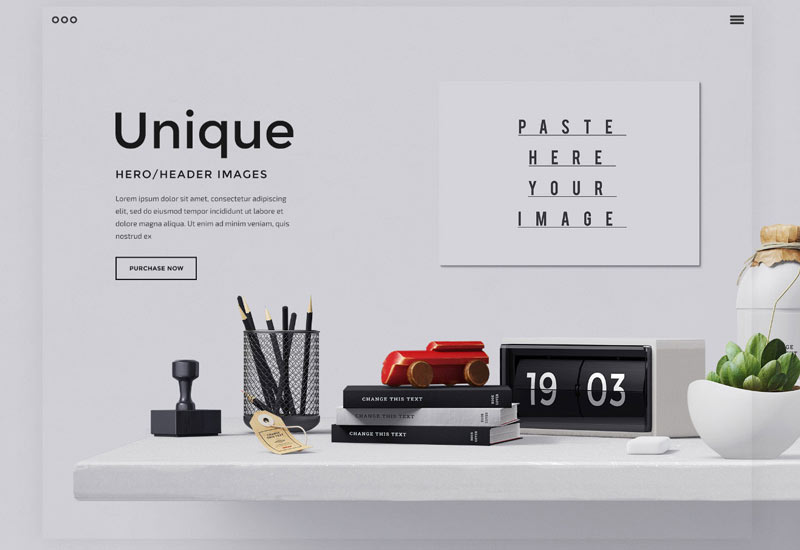 Unique
HERO/HEADER IMAGES
Lorem ipsum dolor sit amet, consectetur adipiscing
elit, sed do eiusmod tempor incididunt ut labore et
dolore magna aliqua. Ut enim ad minim veniam, quis
nostrud ex
PURCHASE NOW
PASTE
HERE
YOUR
IMAGE
19 03
CHANGE THIS TEXT
CHANGE THIS TEXT
CHANGE THIS TEXT